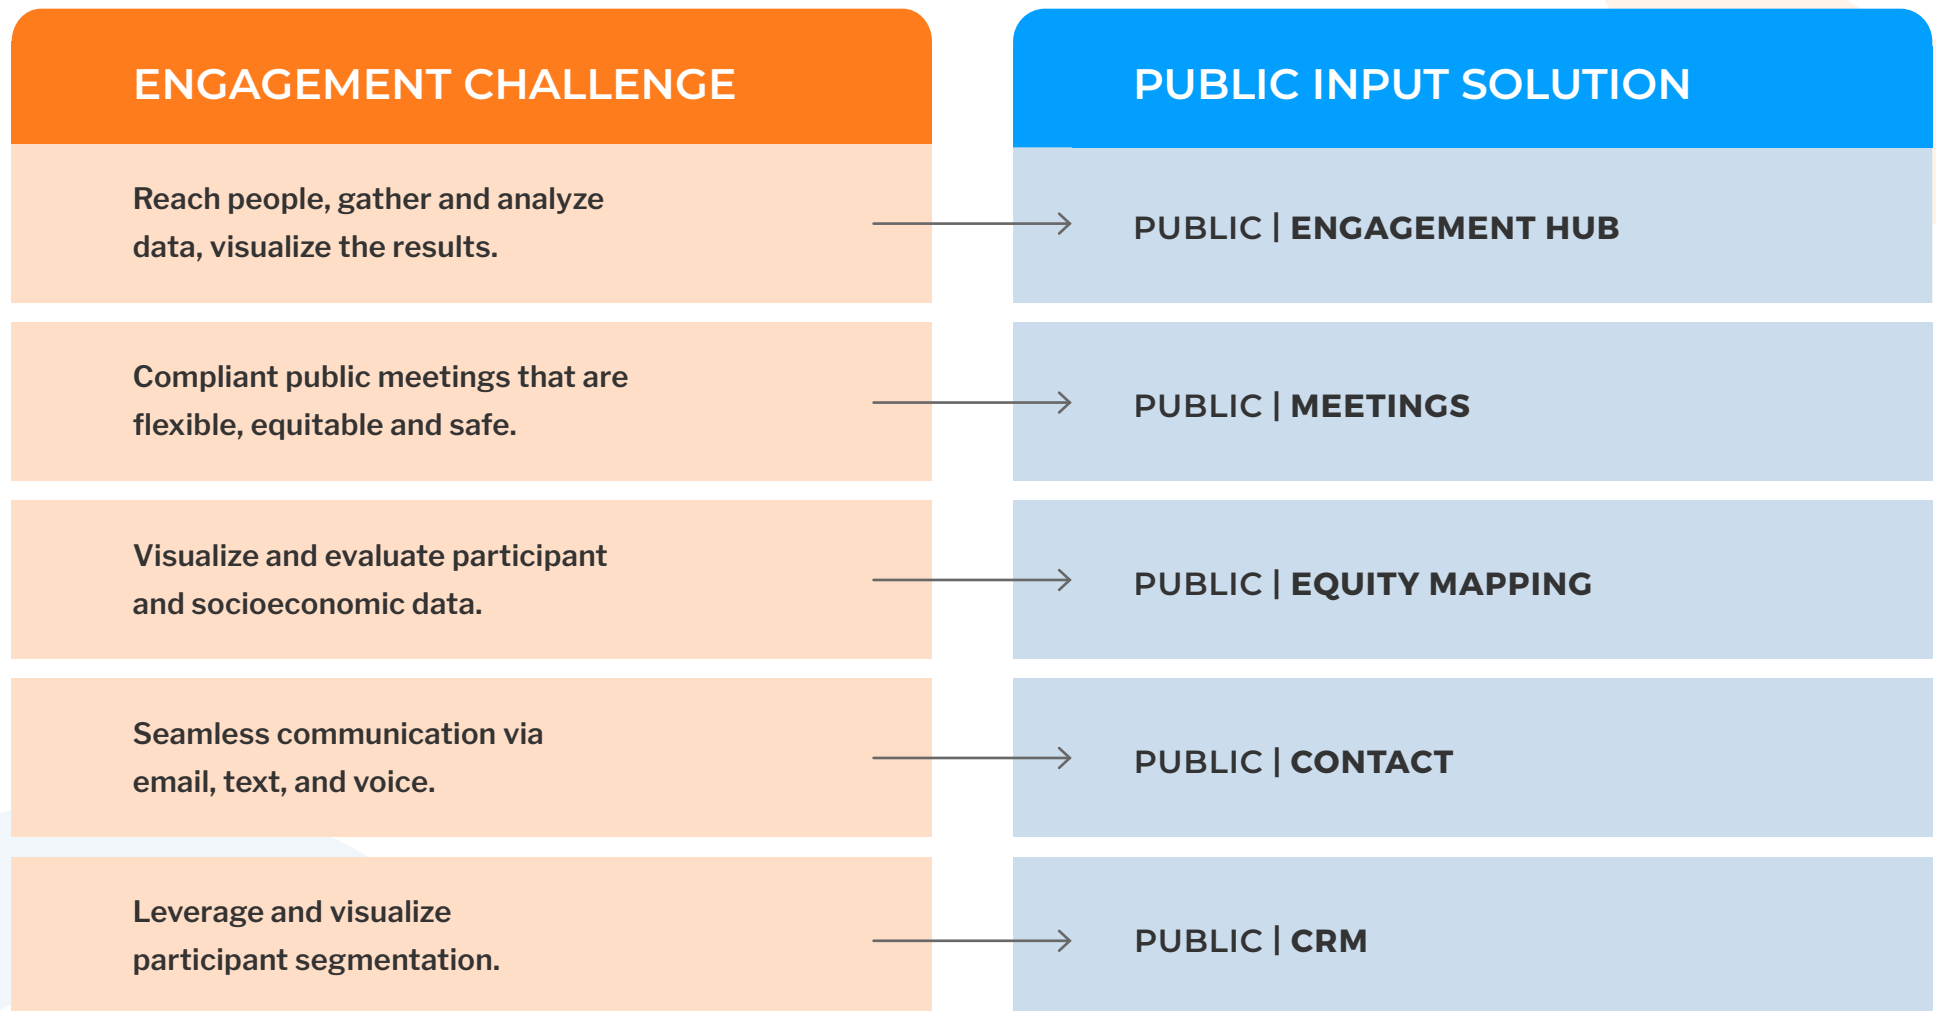 ENGAGEMENT CHALLENGE
PUBLIC INPUT SOLUTION
Reach people, gather and analyze
data, visualize the results.
PUBLIC | ENGAGEMENT HUB
Compliant public meetings that are
flexible, equitable and safe.
PUBLIC | MEETINGS
Visualize and evaluate participant
and socioeconomic data.
PUBLIC | EQUITY MAPPING
Seamless communication via
email, text, and voice.
PUBLIC | CONTACT
Leverage and visualize
participant segmentation.
PUBLIC | CRM